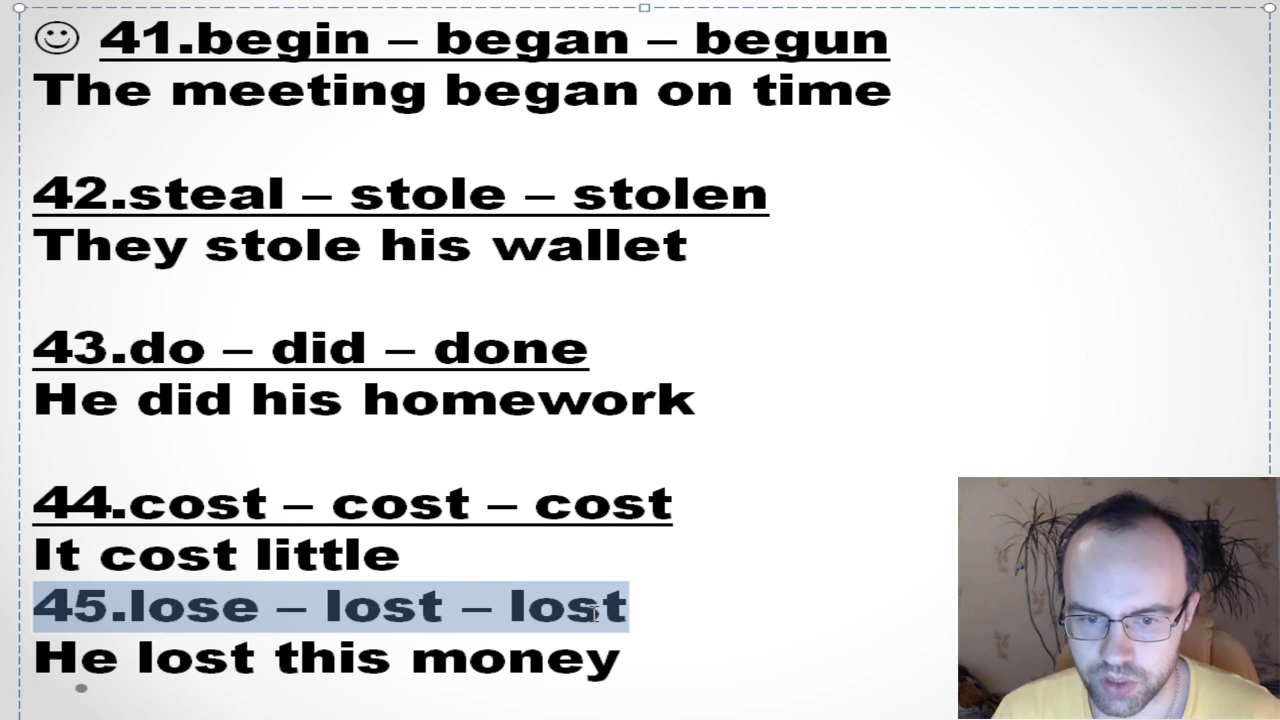 ☺ 41.begin – began – begun
The meeting began on time
42.steal – stole – stolen
They stole his wallet
43.do – did – done
He did his homework
44.cost – cost – cost
It cost little
45.lose – lost – lost
He lost this money